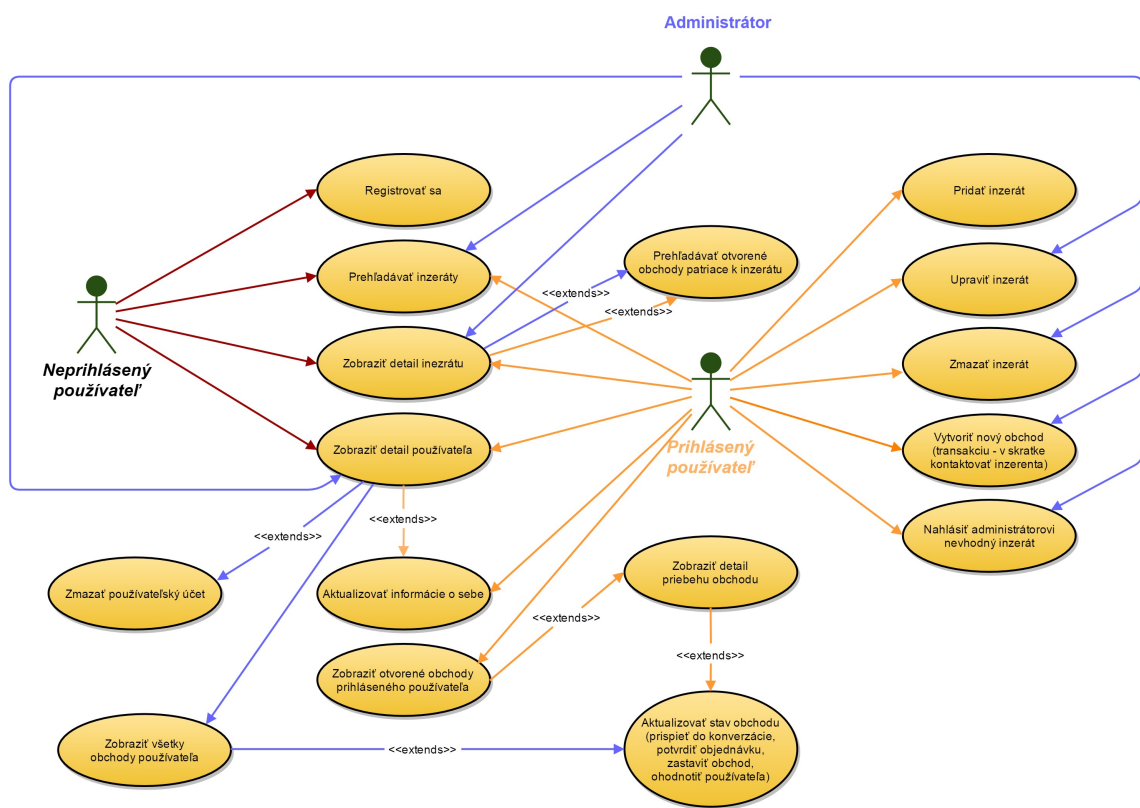 Administrátor
Registrovať sa
Pridať inzerát
Prehľadávať otvorené
obchody patriace k inzerátu
Prehľadávať inzeráty
Upraviť inzerát
<<extends>>
<<extends>>
Neprihlásený
používateľ
Zobraziť detail inezrátu
Zmazať inzerát
Prihlásený
používateľ
Zobraziť detail používateľa
Vytvoriť nový obchod
(transakciu - v skratke
kontaktovať inzerenta)
<<extends>>
<<extends>>
Nahlásiť administrátorovi
nevhodný inzerát
Zobraziť detail
priebehu obchodu
Zmazať používateľský účet
Aktualizovať informácie o sebe
<<extends>>
<<extends>>
Zobraziť otvorené obchody
prihláseného používateľa
Zobraziť všetky
obchody používateľa
<<extends>>
Aktualizovať stav obchodu
(prispieť do konverzácie,
potvrdiť objednávku,
zastaviť obchod,
ohodnotiť používateľa)